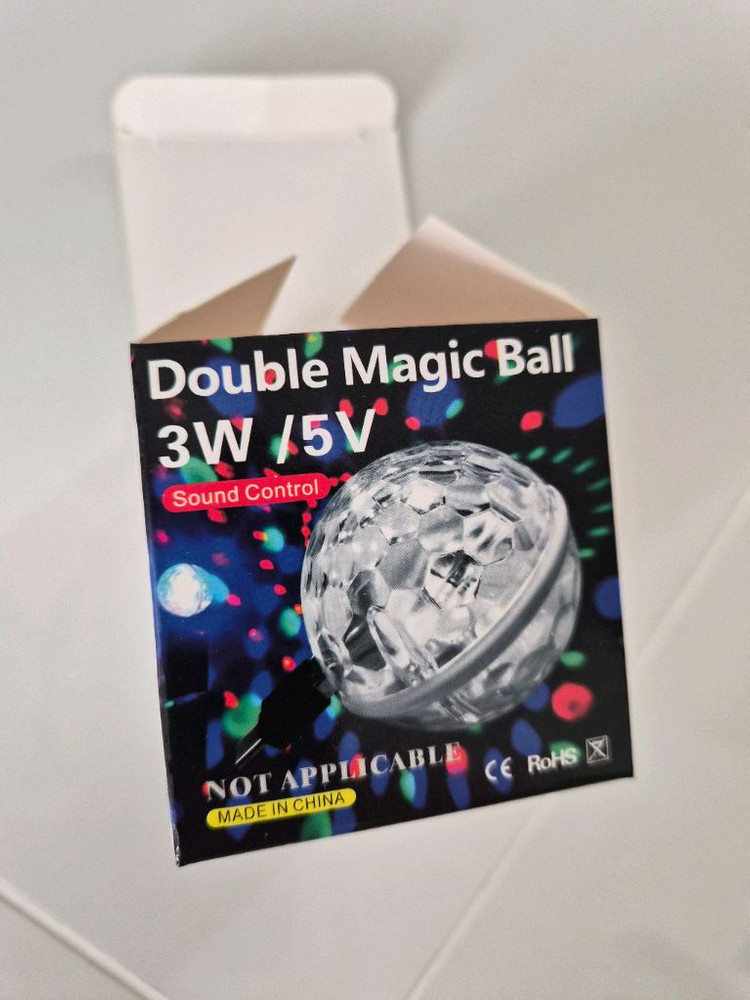 Double Magic Ball
3W /5V
Sound Control
NOT APPLICABLE
MADE IN CHINA
CE RoHS